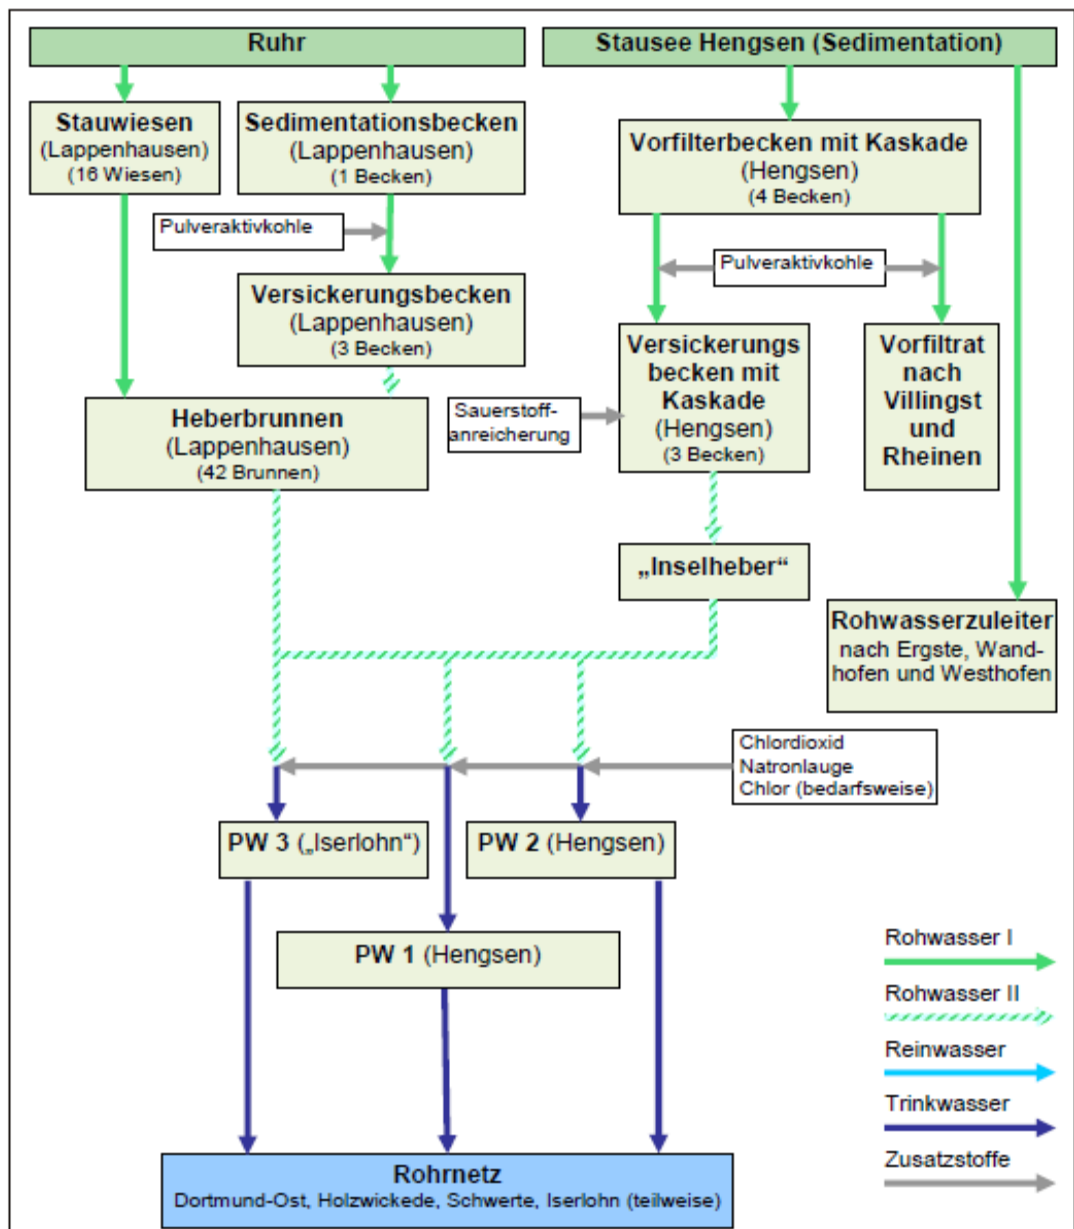 Ruhr
Stausee Hengsen (Sedimentation)
Stauwiesen
(Lappenhausen)
(16 Wiesen)
Sedimentationsbecken
(Lappenhausen)
(1 Becken)
Vorfilterbecken mit Kaskade
(Hengsen)
(4 Becken)
Pulveraktivkohle
Pulveraktivkohle
Versickerungsbecken
(Lappenhausen)
(3 Becken)
Versickerungs
becken mit
Kaskade
(Hengsen)
(3 Becken)
Vorfiltrat
nach
Villingst
und
Rheinen
Sauerstoff-
anreicherung
Heberbrunnen
(Lappenhausen)
(42 Brunnen)
„Inselheber“
Rohwasserzuleiter
nach Ergste, Wand-
hofen und Westhofen
Chlordioxid
Natronlauge
Chlor (bedarfsweise)
PW 3 („Iserlohn“)
PW 2 (Hengsen)
PW 1 (Hengsen)
Rohwasser I
Rohwasser II
Reinwasser
Trinkwasser
Zusatzstoffe
Rohrnetz
Dortmund-Ost, Holzwickede, Schwerte, Iserlohn (teilweise)